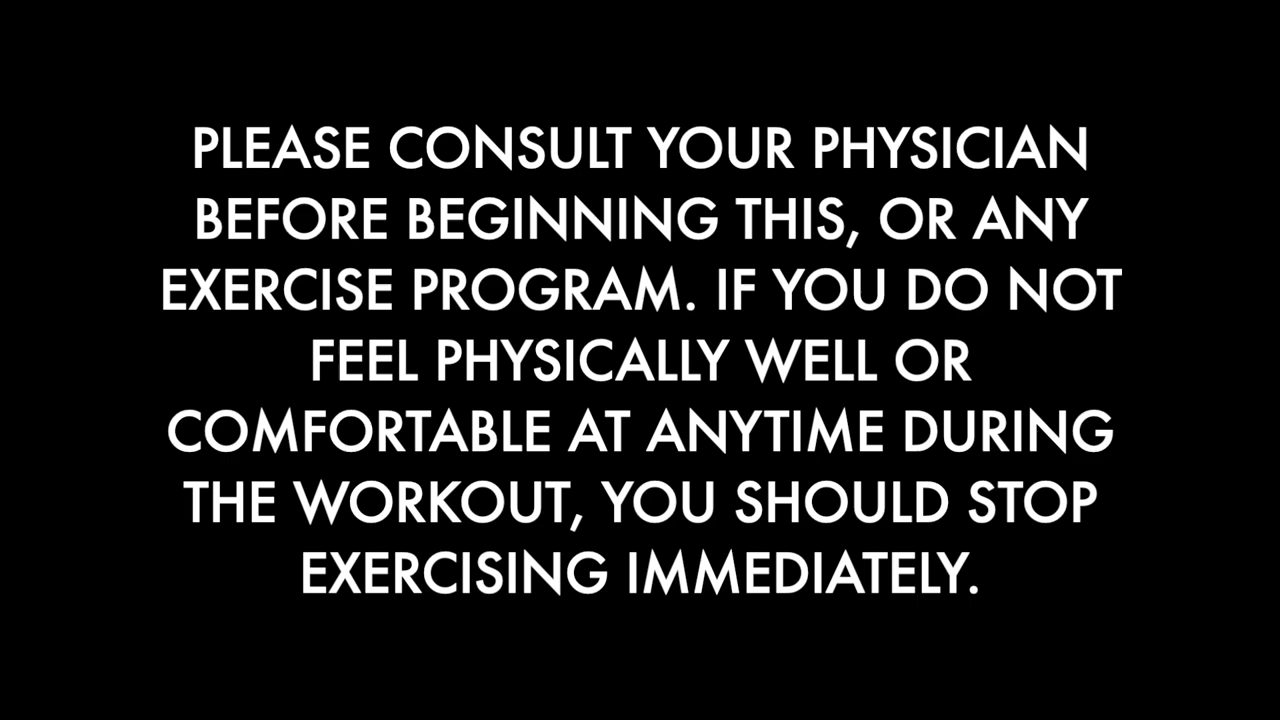 PLEASE CONSULT YOUR PHYSICIAN
BEFORE BEGINNING THIS, OR ANY
EXERCISE PROGRAM. IF YOU DO NOT
FEEL PHYSICALLY WELL OR
COMFORTABLE AT ANYTIME DURING
THE WORKOUT, YOU SHOULD STOP
EXERCISING IMMEDIATELY.